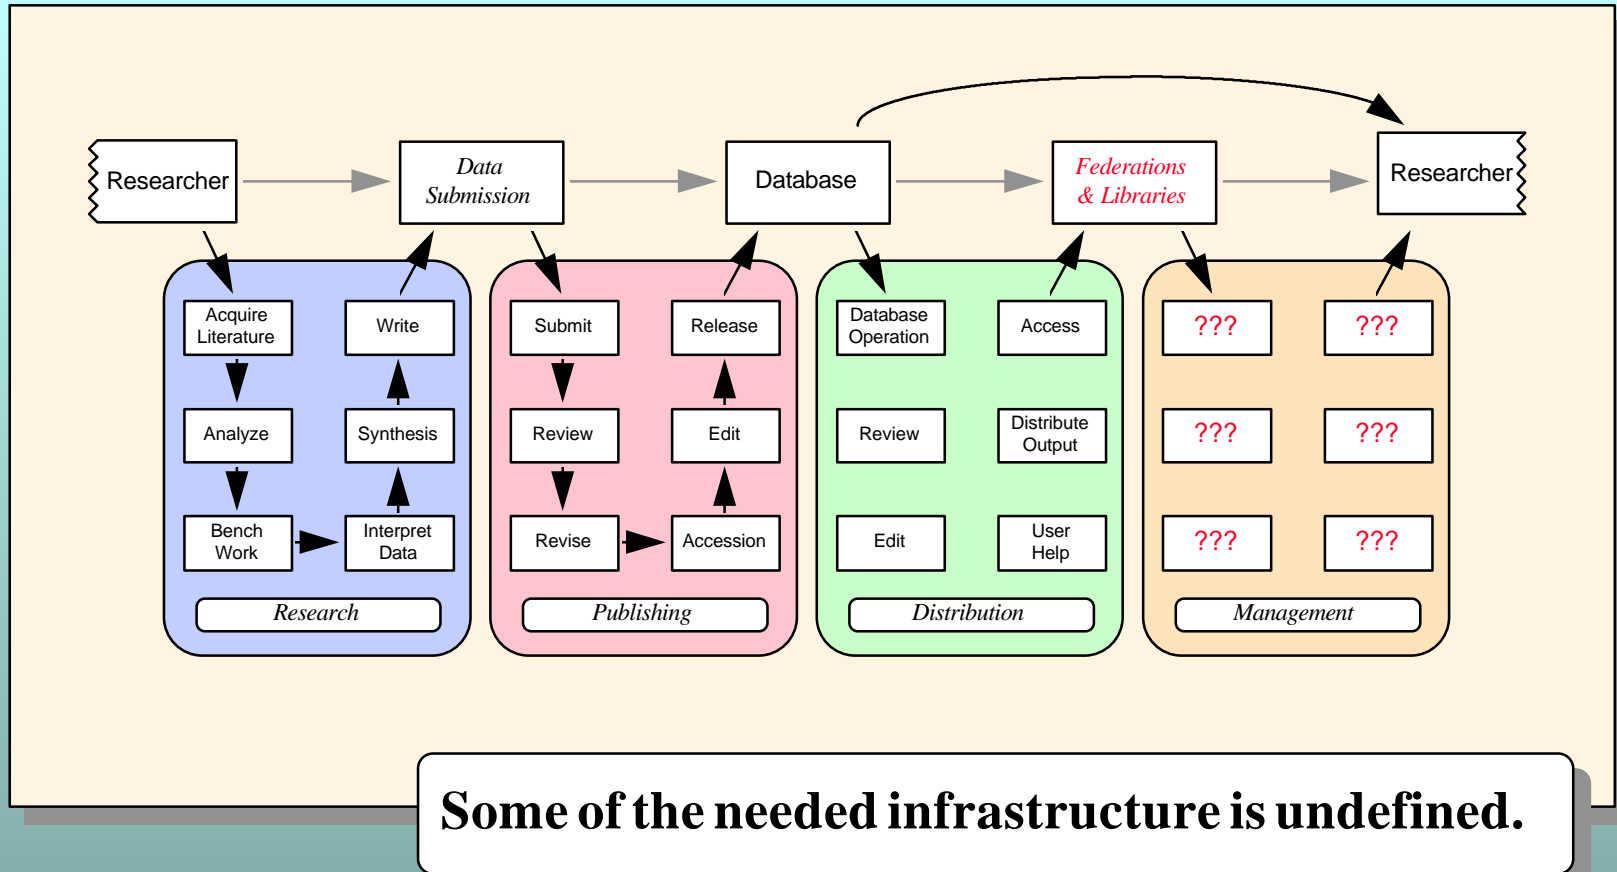 Researcher
Data
Submission
Database
Federations
& Libraries
Researcher
Acquire
Literature
Write
Analyze
Synthesis
Bench
Work
Interpret
Data
Research
Submit
Release
Review
Edit
Revise
Accession
Publishing
Database
Operation
Access
Review
Distribute
Output
Edit
User
Help
Distribution
???
???
???
???
???
???
Management
Some of the needed infrastructure is undefined.